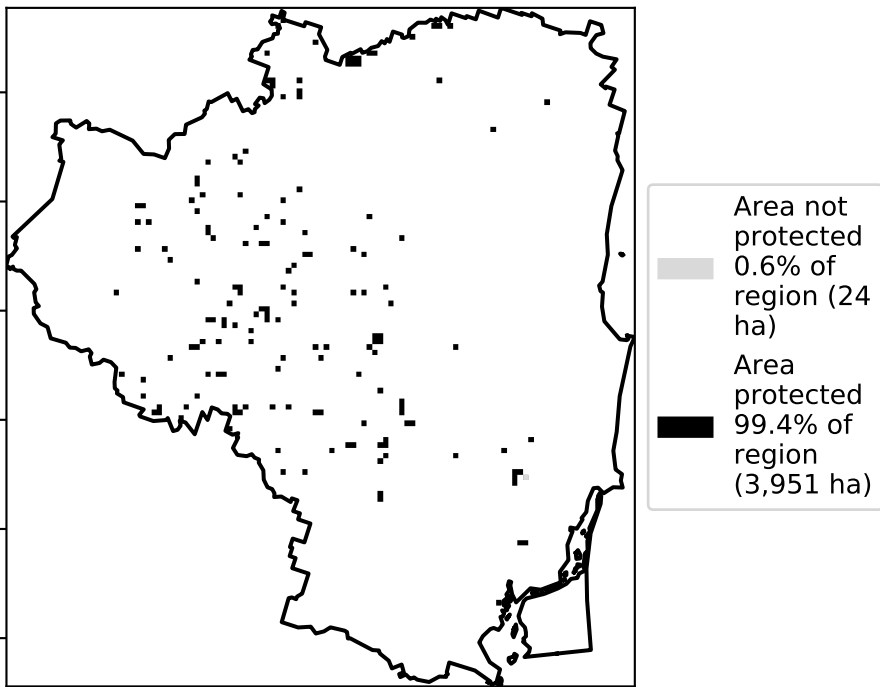 Area not
protected
0.6% of
region (24
ha)
Area
protected
99.4% of
region
(3,951 ha)